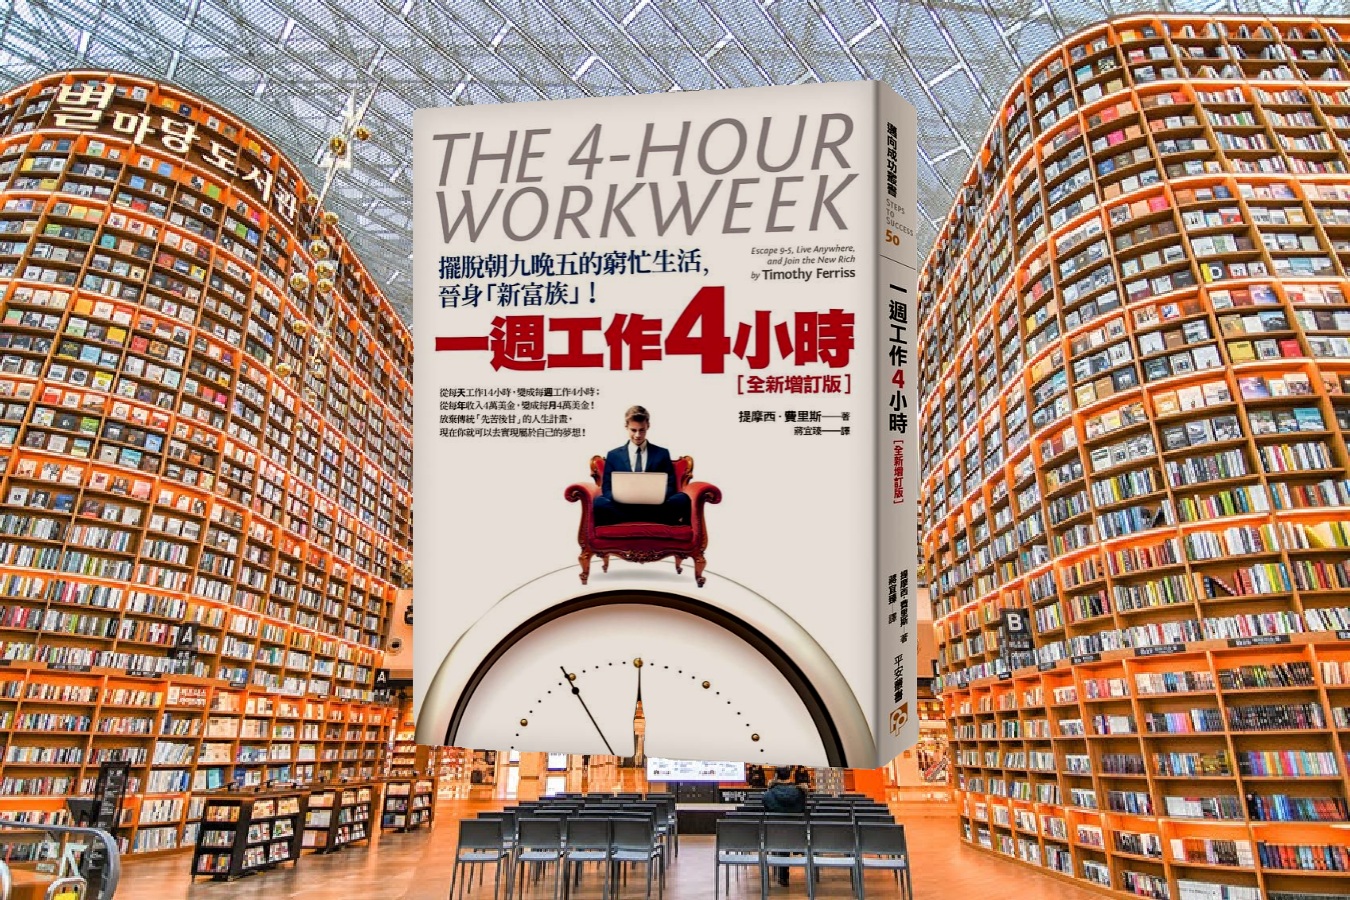 별마당 도서관
THE 4-HOUR
WORKWEEK
Escape 9-5, Live Anywhere,
and Join the New Rich
by Timothy Ferriss
擺脫朝九晚五的窮忙生活,
晉身「新富族」!
一週工作4小時
[全新增訂版]
從每天工作14小時,變成每週工作4小時;
從每年收入4萬美金,變成每月4萬美金!
放棄傳統「先苦後甘」的人生計畫,
現在你就可以去實現屬於自己的夢想!
提摩西・費里斯——著
蔣宜臻——譯
邁向成功叢書
STEPS
TO
SUCCESS
50
一週工作4小時
[全新增訂版]
提摩西・費里斯 著
蔣宜臻 譯
平安叢書
A
A
B